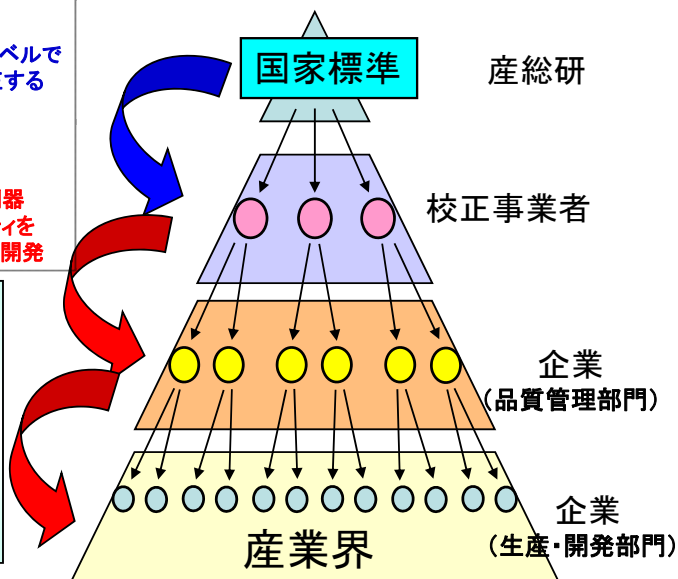 ベルで
する
国家標準
産総研
器
ィを
開発
校正事業者
企業
（品質管理部門）
企業
（生産・開発部門）
産業界